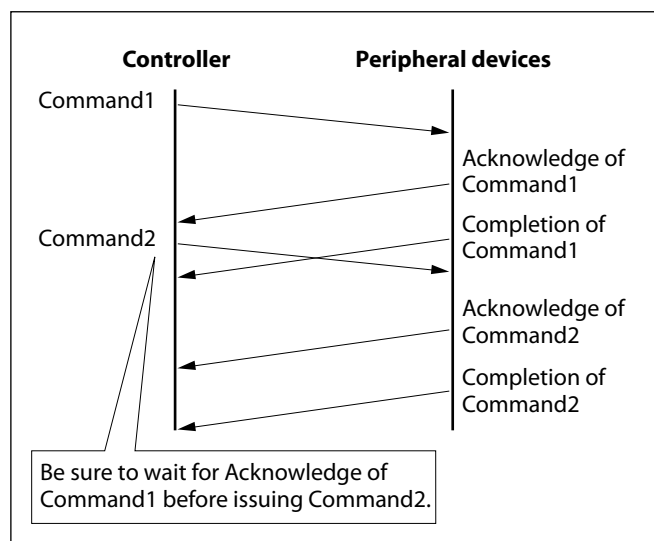 Controller
Peripheral devices
Command1
Acknowledge of
Command1
Command2
Completion of
Command1
Acknowledge of
Command2
Completion of
Command2
Be sure to wait for Acknowledge of
Command1 before issuing Command2.